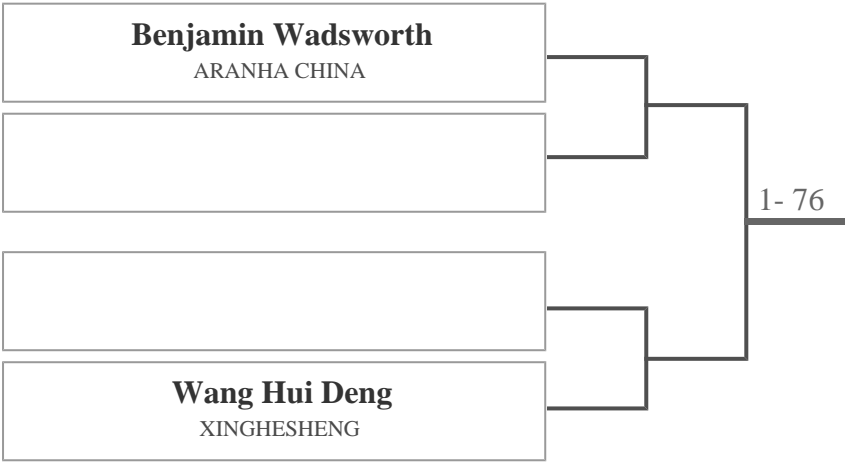 Benjamin Wadsworth
ARANHA CHINA
1- 76
Wang Hui Deng
XINGHESHENG